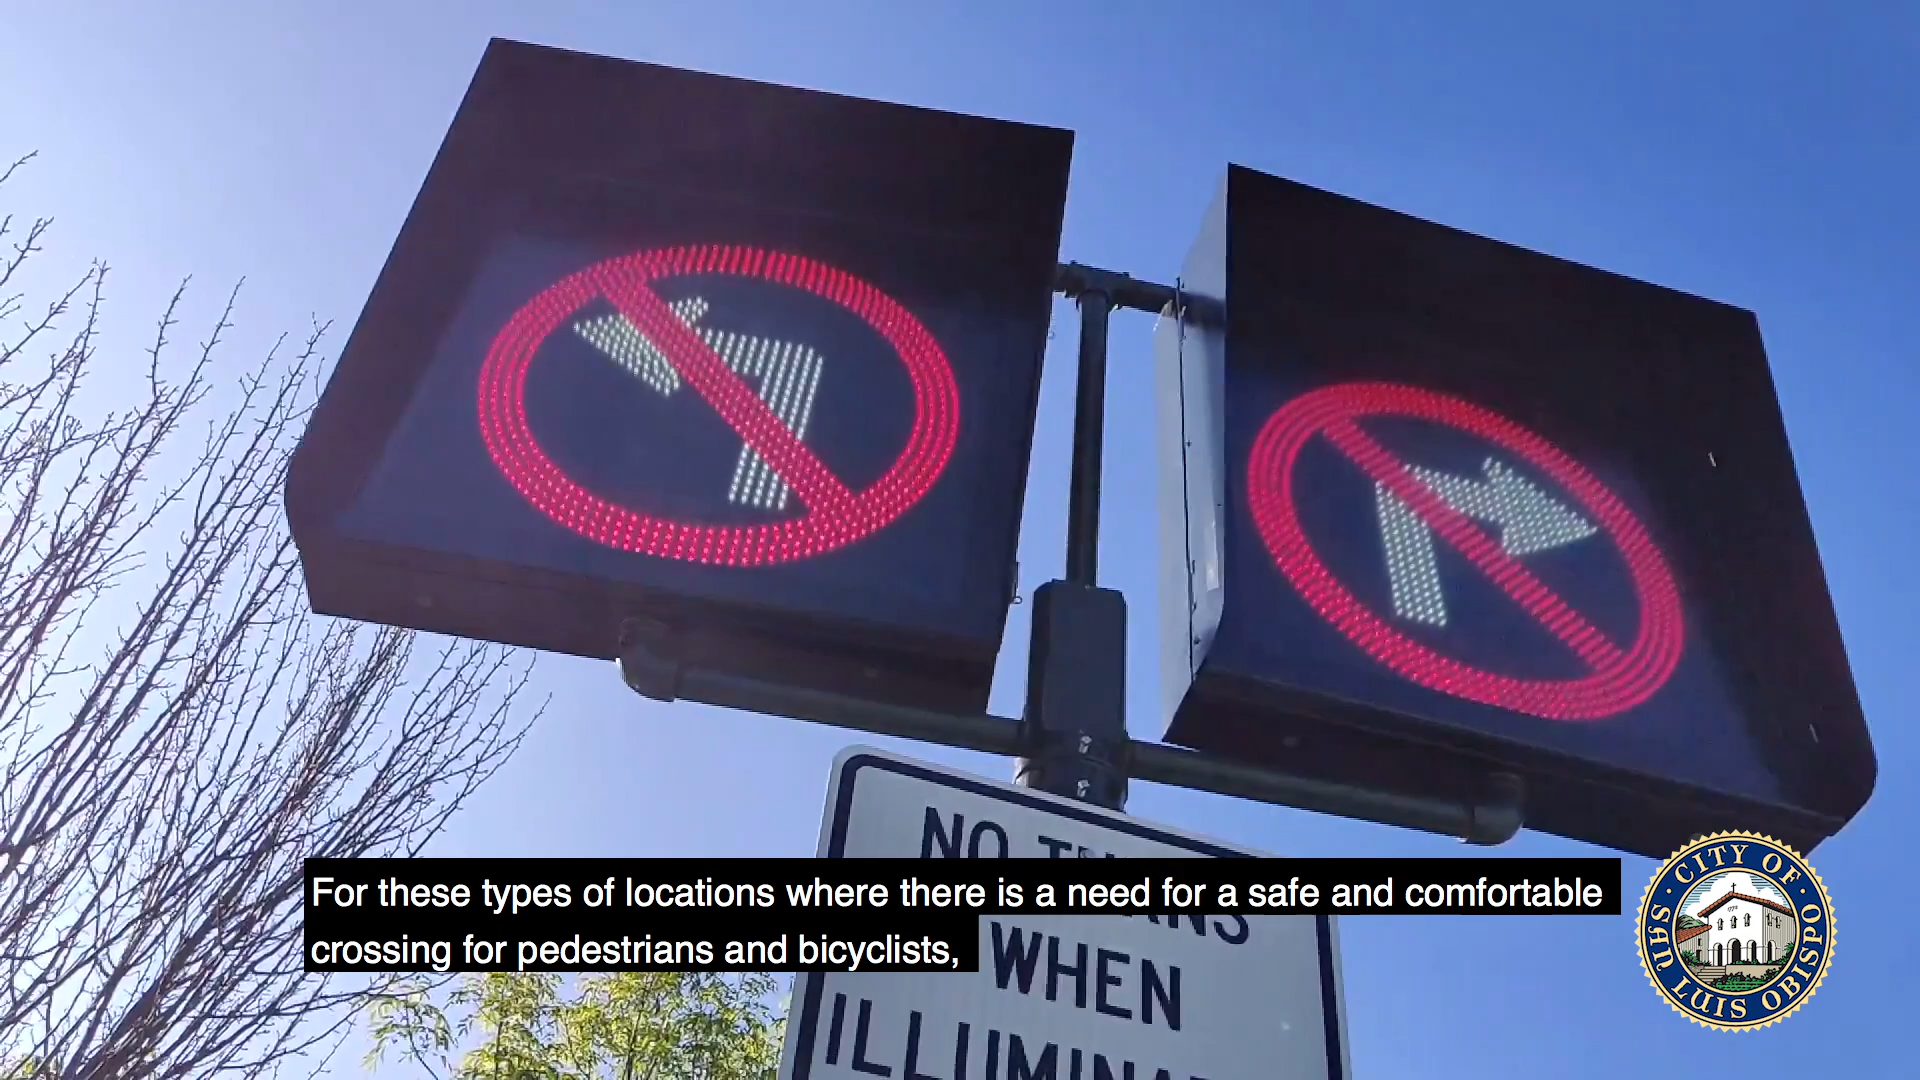 NO
WHEN
For these types of locations where there is a need for a safe and comfortable
crossing for pedestrians and bicyclists,
CITY OF
SAN LUIS OBISPO